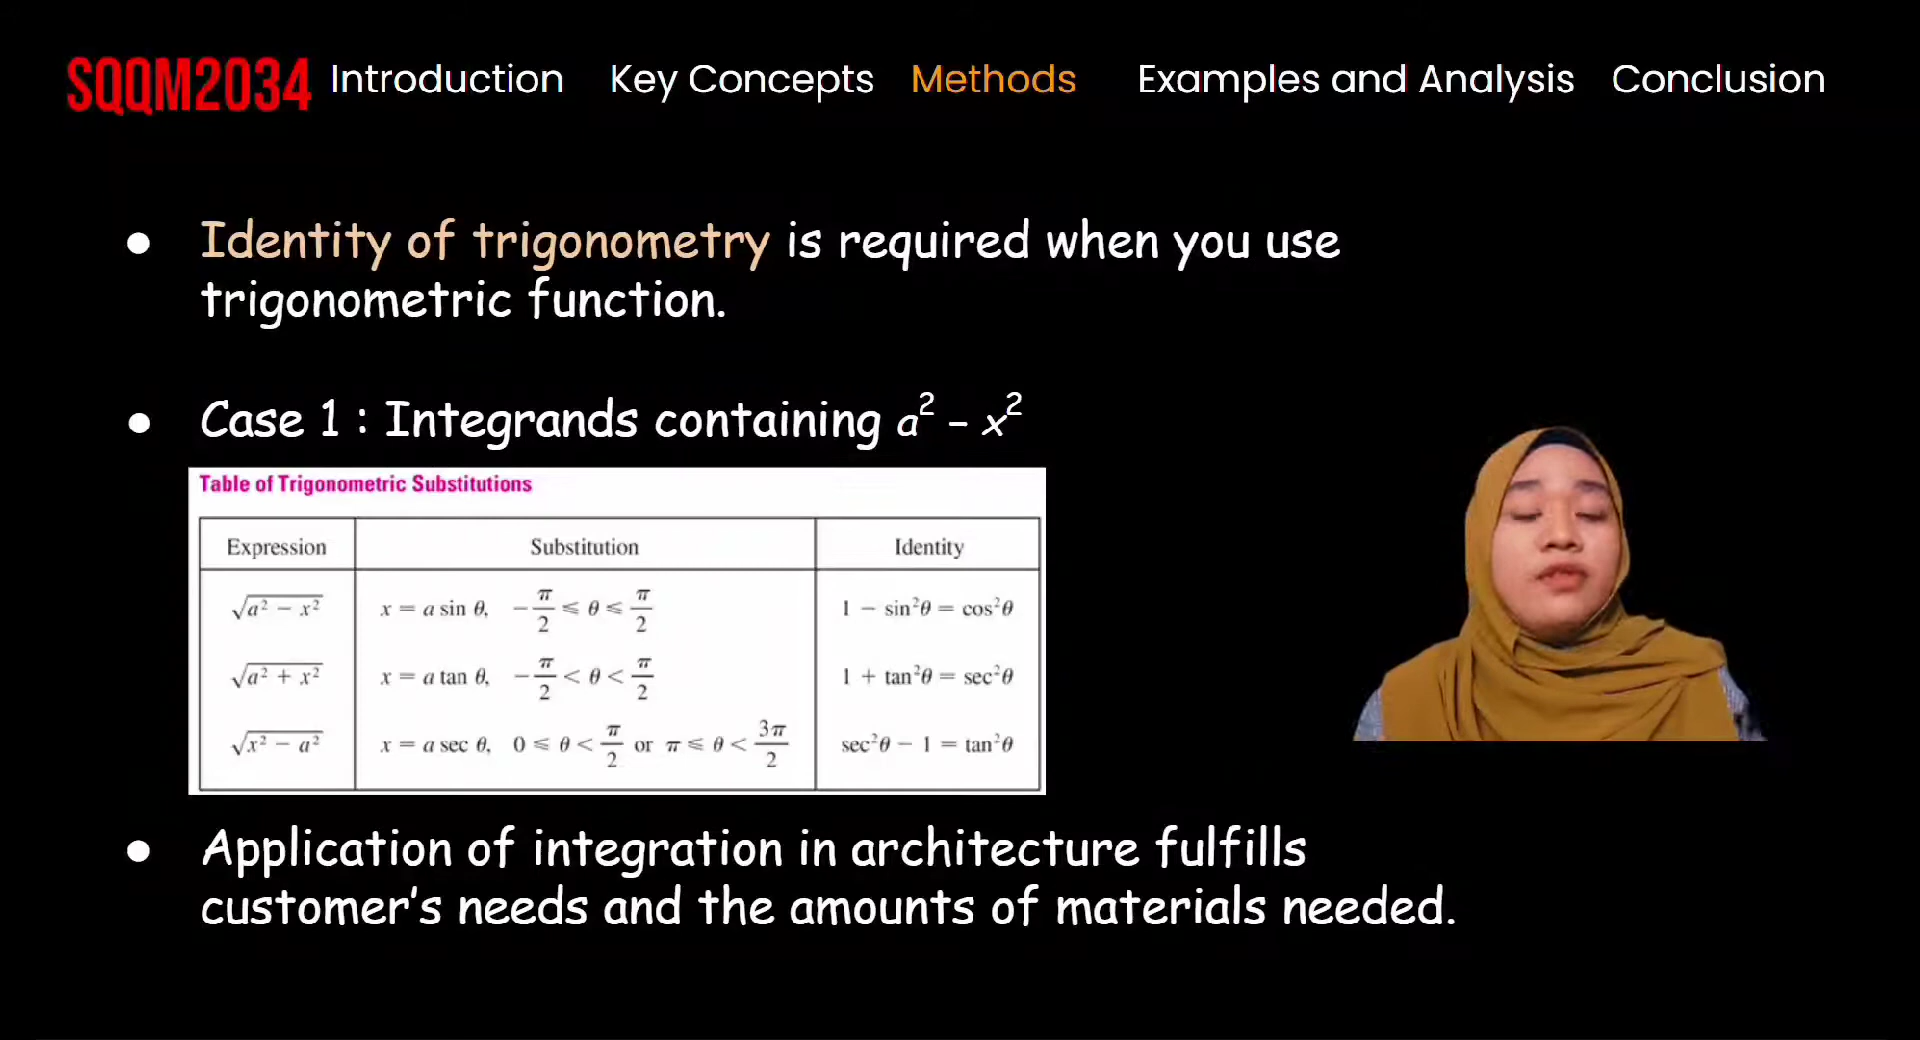 SQQM2034 Introduction Key Concepts Methods Examples and Analysis Conclusion
● Identity of trigonometry is required when you use
trigonometric function.
● Case 1 : Integrands containing a² – x²
Table of Trigonometric Substitutions
Expression Substitution Identity
√(a² − x²) x = a sin θ, −π/2 ≤ θ ≤ π/2 1 − sin²θ = cos²θ
√(a² + x²) x = a tan θ, −π/2 < θ < π/2 1 + tan²θ = sec²θ
√(x² − a²) x = a sec θ, 0 ≤ θ < π/2 or π ≤ θ < 3π/2 sec²θ − 1 = tan²θ
● Application of integration in architecture fulfills
customer's needs and the amounts of materials needed.